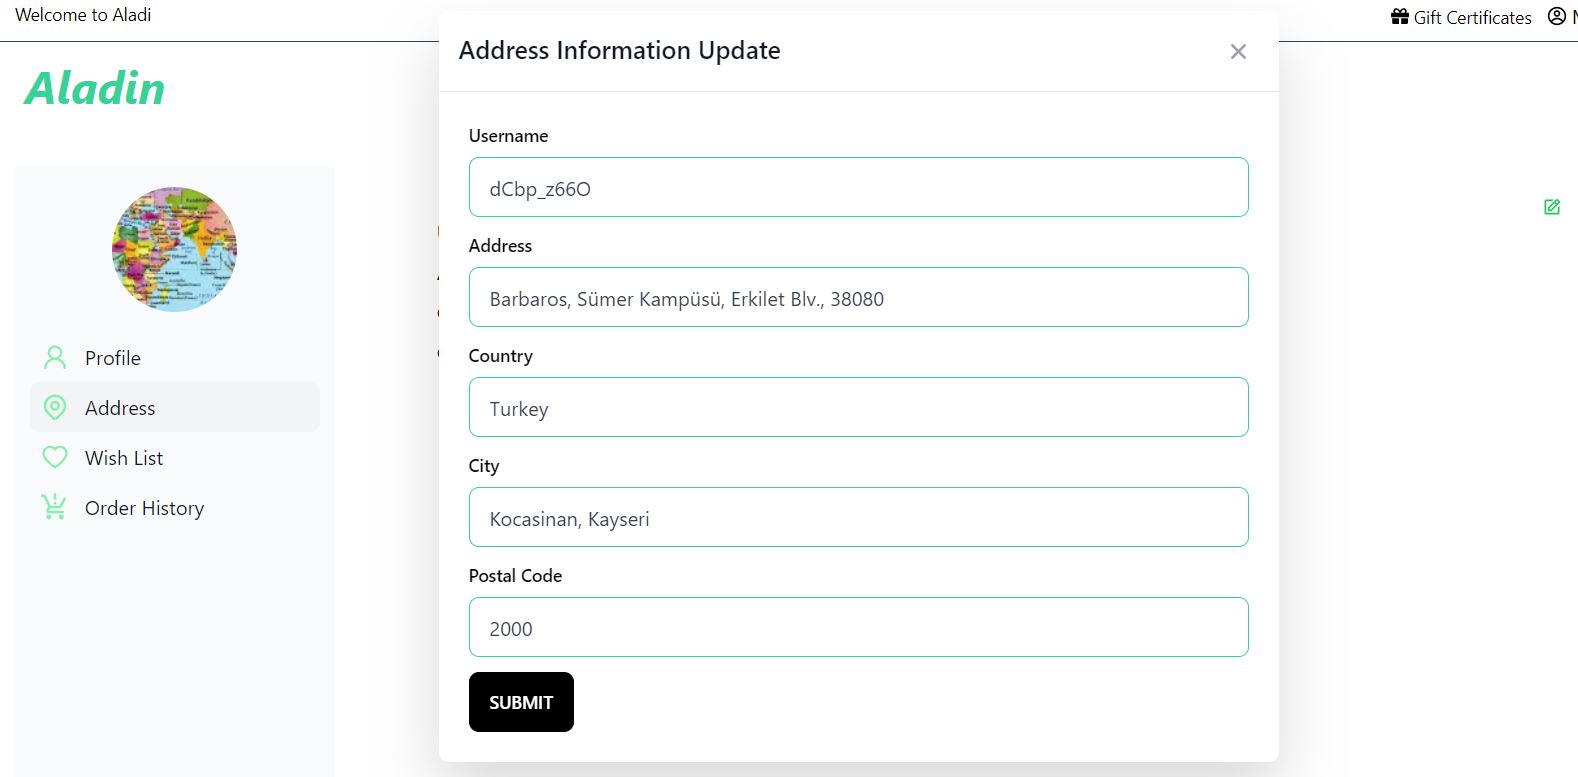 Welcome to Aladi
Gift Certificates
Aladin
Profile
Address
Wish List
Order History
Address Information Update
Username
dCbp_z66O
Address
Barbaros, Sümer Kampüsü, Erkilet Blv., 38080
Country
Turkey
City
Kocasinan, Kayseri
Postal Code
2000
SUBMIT